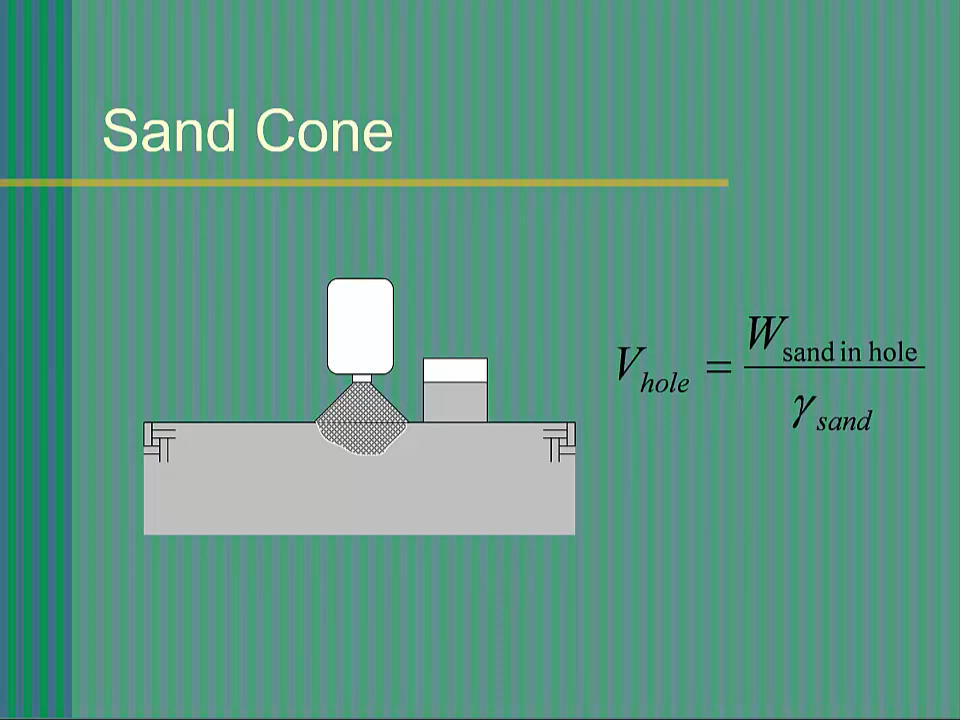 Sand Cone
V_hole = W_sand in hole / γ_sand